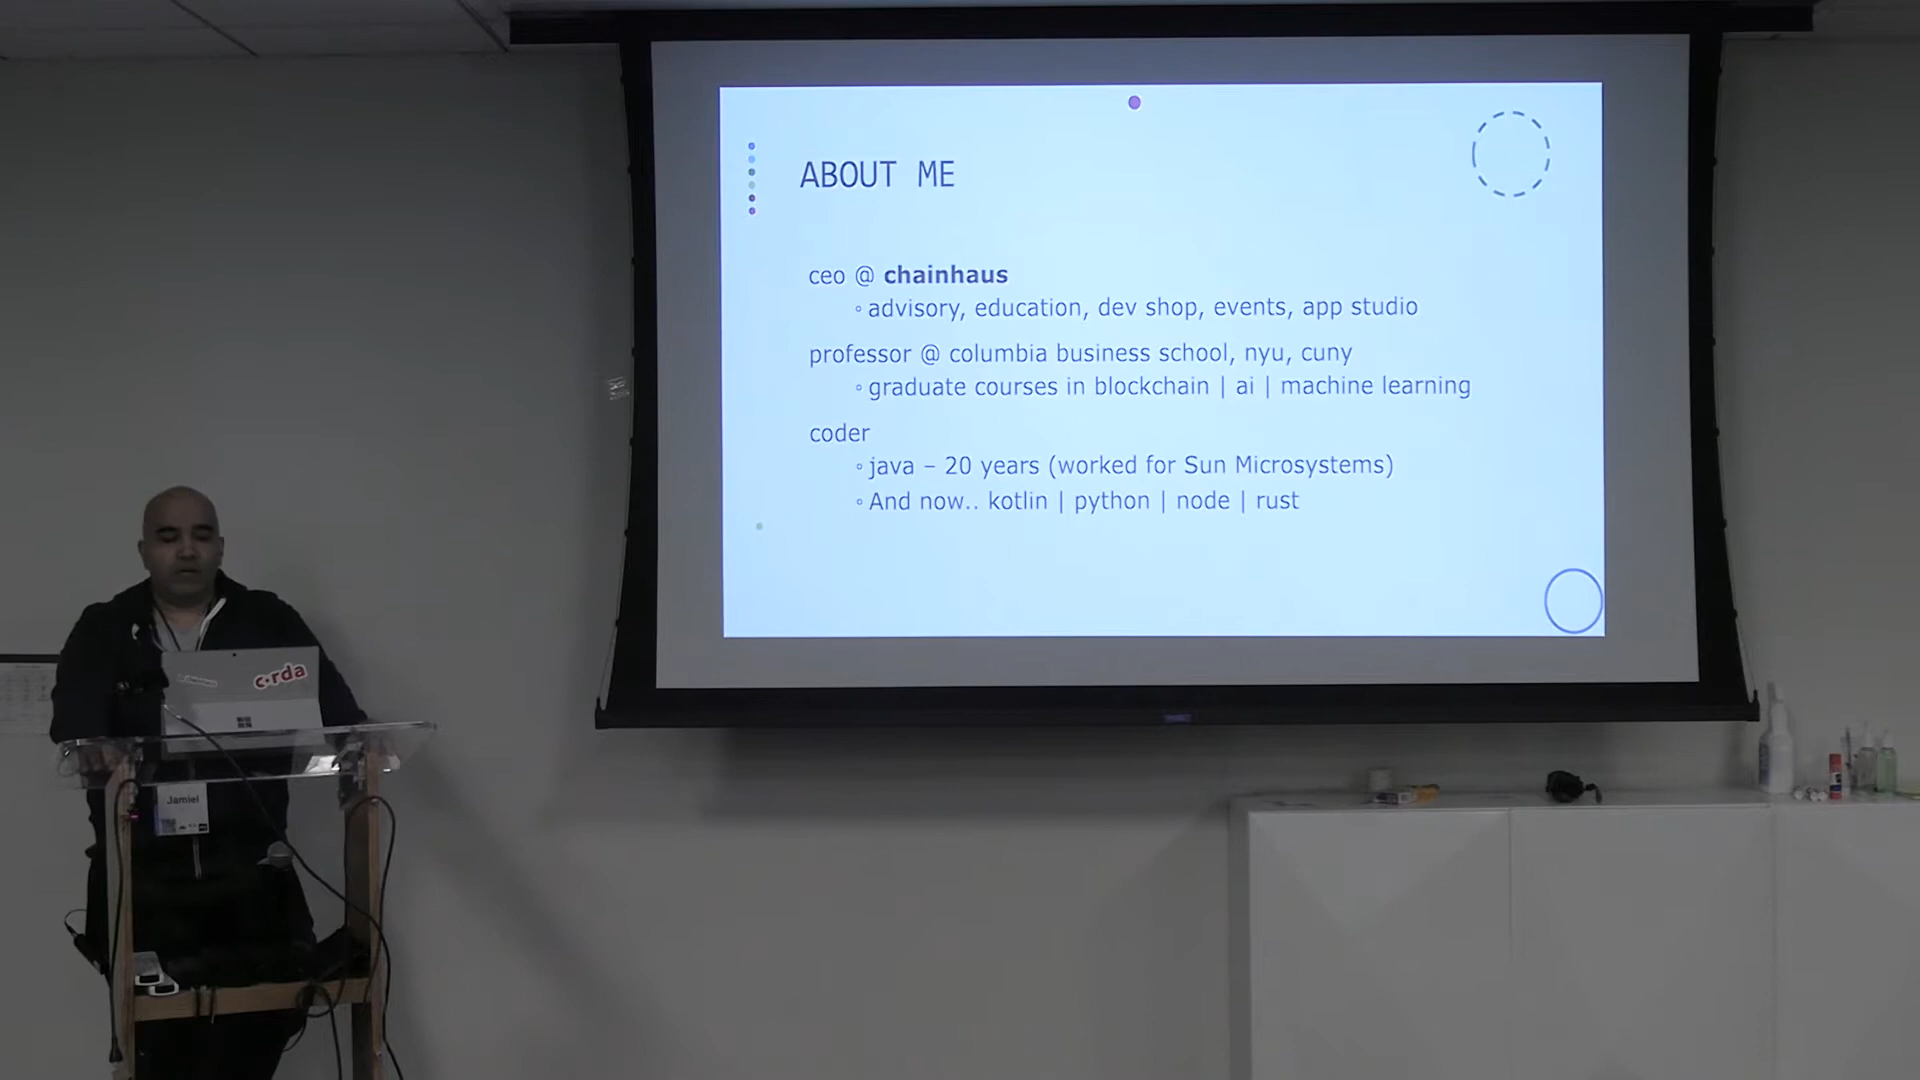 ABOUT ME
ceo @ chainhaus
◦ advisory, education, dev shop, events, app studio
professor @ columbia business school, nyu, cuny
◦ graduate courses in blockchain | ai | machine learning
coder
◦ java – 20 years (worked for Sun Microsystems)
◦ And now.. kotlin | python | node | rust
c·rda
Jamiel